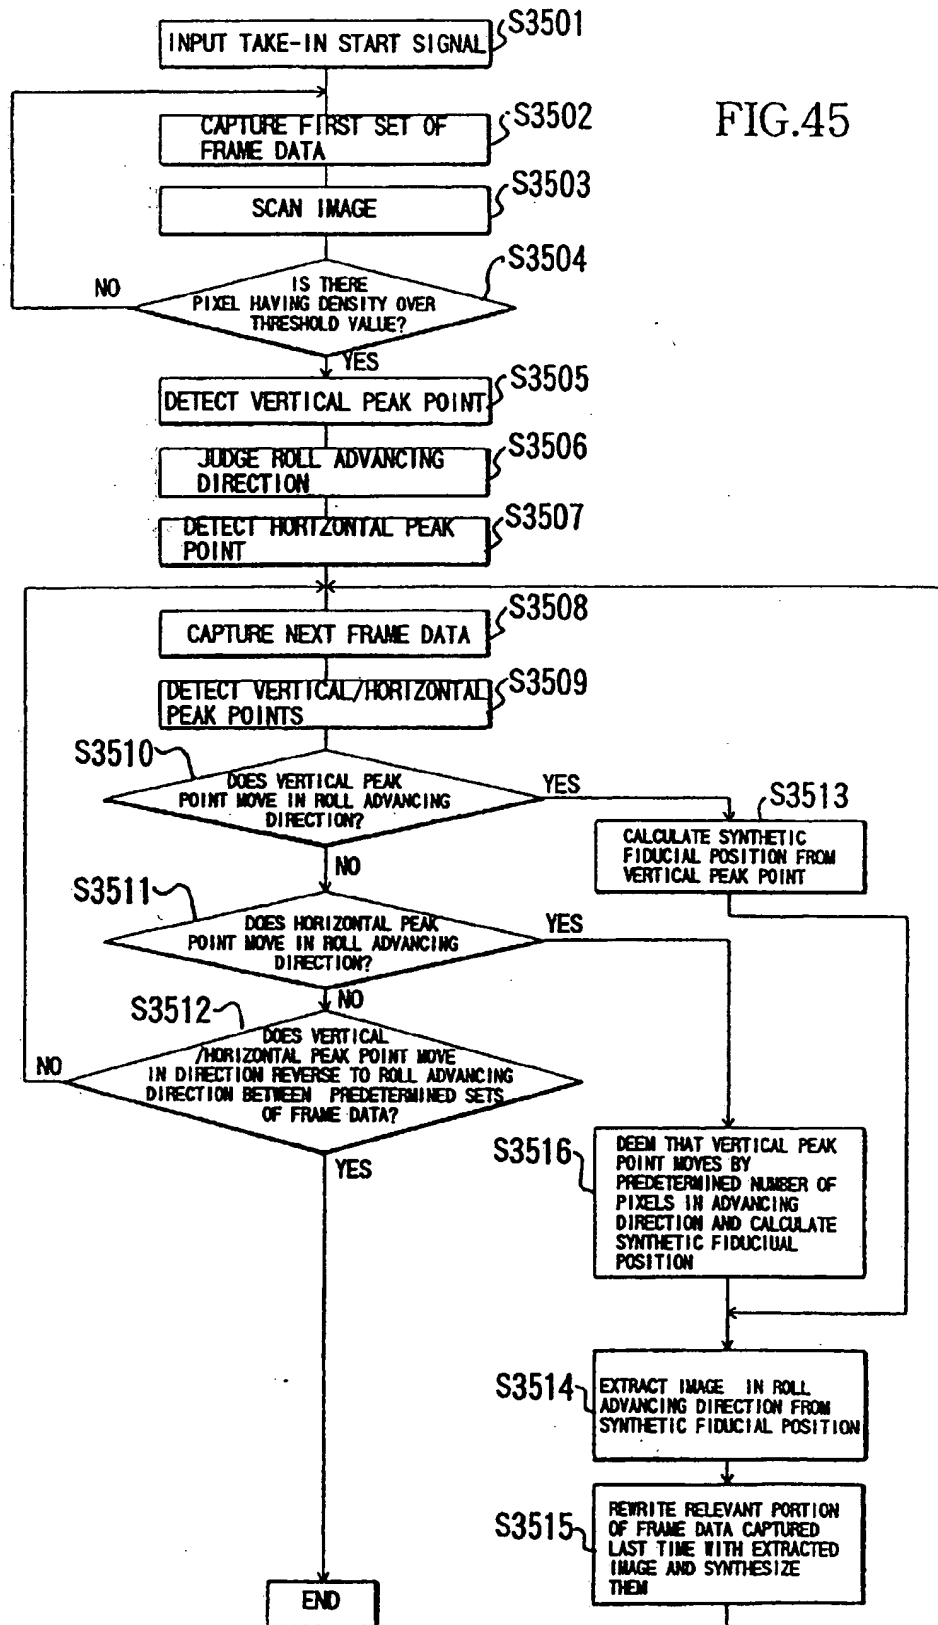 S3501
INPUT TAKE-IN START SIGNAL
FIG.45
S3502
CAPTURE FIRST SET OF
FRAME DATA
S3503
SCAN IMAGE
S3504
IS THERE
PIXEL HAVING DENSITY OVER
THRESHOLD VALUE?
NO
YES
S3505
DETECT VERTICAL PEAK POINT
S3506
JUDGE ROLL ADVANCING
DIRECTION
S3507
DETECT HORIZONTAL PEAK
POINT
S3508
CAPTURE NEXT FRAME DATA
S3509
DETECT VERTICAL/HORIZONTAL
PEAK POINTS
S3510
DOES VERTICAL PEAK
POINT MOVE IN ROLL ADVANCING
DIRECTION?
YES
NO
S3513
CALCULATE SYNTHETIC
FIDUCIAL POSITION FROM
VERTICAL PEAK POINT
S3511
DOES HORIZONTAL PEAK
POINT MOVE IN ROLL ADVANCING
DIRECTION?
YES
NO
S3512
DOES VERTICAL
/HORIZONTAL PEAK POINT MOVE
IN DIRECTION REVERSE TO ROLL ADVANCING
DIRECTION BETWEEN PREDETERMINED SETS
OF FRAME DATA?
NO
YES
S3516
DEEM THAT VERTICAL PEAK
POINT MOVES BY
PREDETERMINED NUMBER OF
PIXELS IN ADVANCING
DIRECTION AND CALCULATE
SYNTHETIC FIDUCIUAL
POSITION
S3514
EXTRACT IMAGE IN ROLL
ADVANCING DIRECTION FROM
SYNTHETIC FIDUCIAL POSITION
S3515
REWRITE RELEVANT PORTION
OF FRAME DATA CAPTURED
LAST TIME WITH EXTRACTED
IMAGE AND SYNTHESIZE
THEM
END